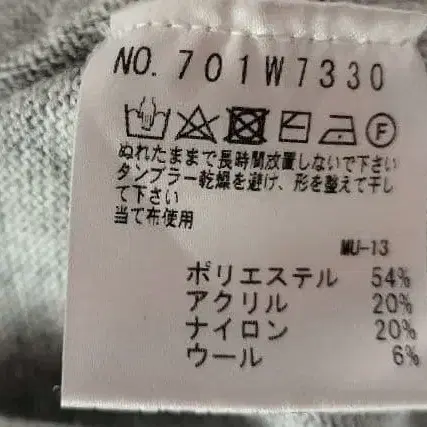 NO. 701W7330
F
ぬれたままで長時間放置しないで下さい
タンブラー乾燥を避け、形を整えて干し
て下さい
当て布使用
MU-13
ポリエステル 54%
アクリル 20%
ナイロン 20%
ウール 6%